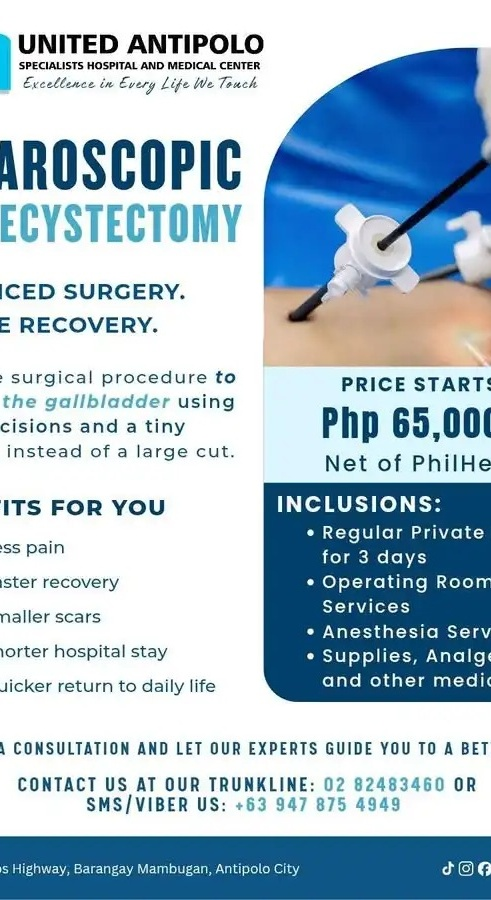 UNITED ANTIPOLO
SPECIALISTS HOSPITAL AND MEDICAL CENTER
Excellence in Every Life We Touch
AROSCOPIC
ECYSTECTOMY
NCED SURGERY.
E RECOVERY.
e surgical procedure to
the gallbladder using
cisions and a tiny
instead of a large cut.
FITS FOR YOU
ess pain
aster recovery
maller scars
horter hospital stay
uicker return to daily life
PRICE STARTS
Php 65,000
Net of PhilHe
INCLUSIONS:
• Regular Private
for 3 days
• Operating Room
Services
• Anesthesia Serv
• Supplies, Analge
and other medic
A CONSULTATION AND LET OUR EXPERTS GUIDE YOU TO A BET
CONTACT US AT OUR TRUNKLINE: 02 82483460 OR
SMS/VIBER US: +63 947 875 4949
os Highway, Barangay Mambugan, Antipolo City